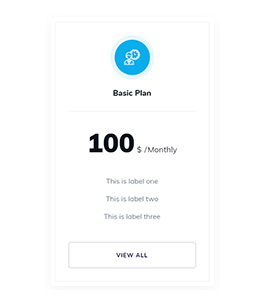 Basic Plan
100 $ /Monthly
This is label one
This is label two
This is label three
VIEW ALL